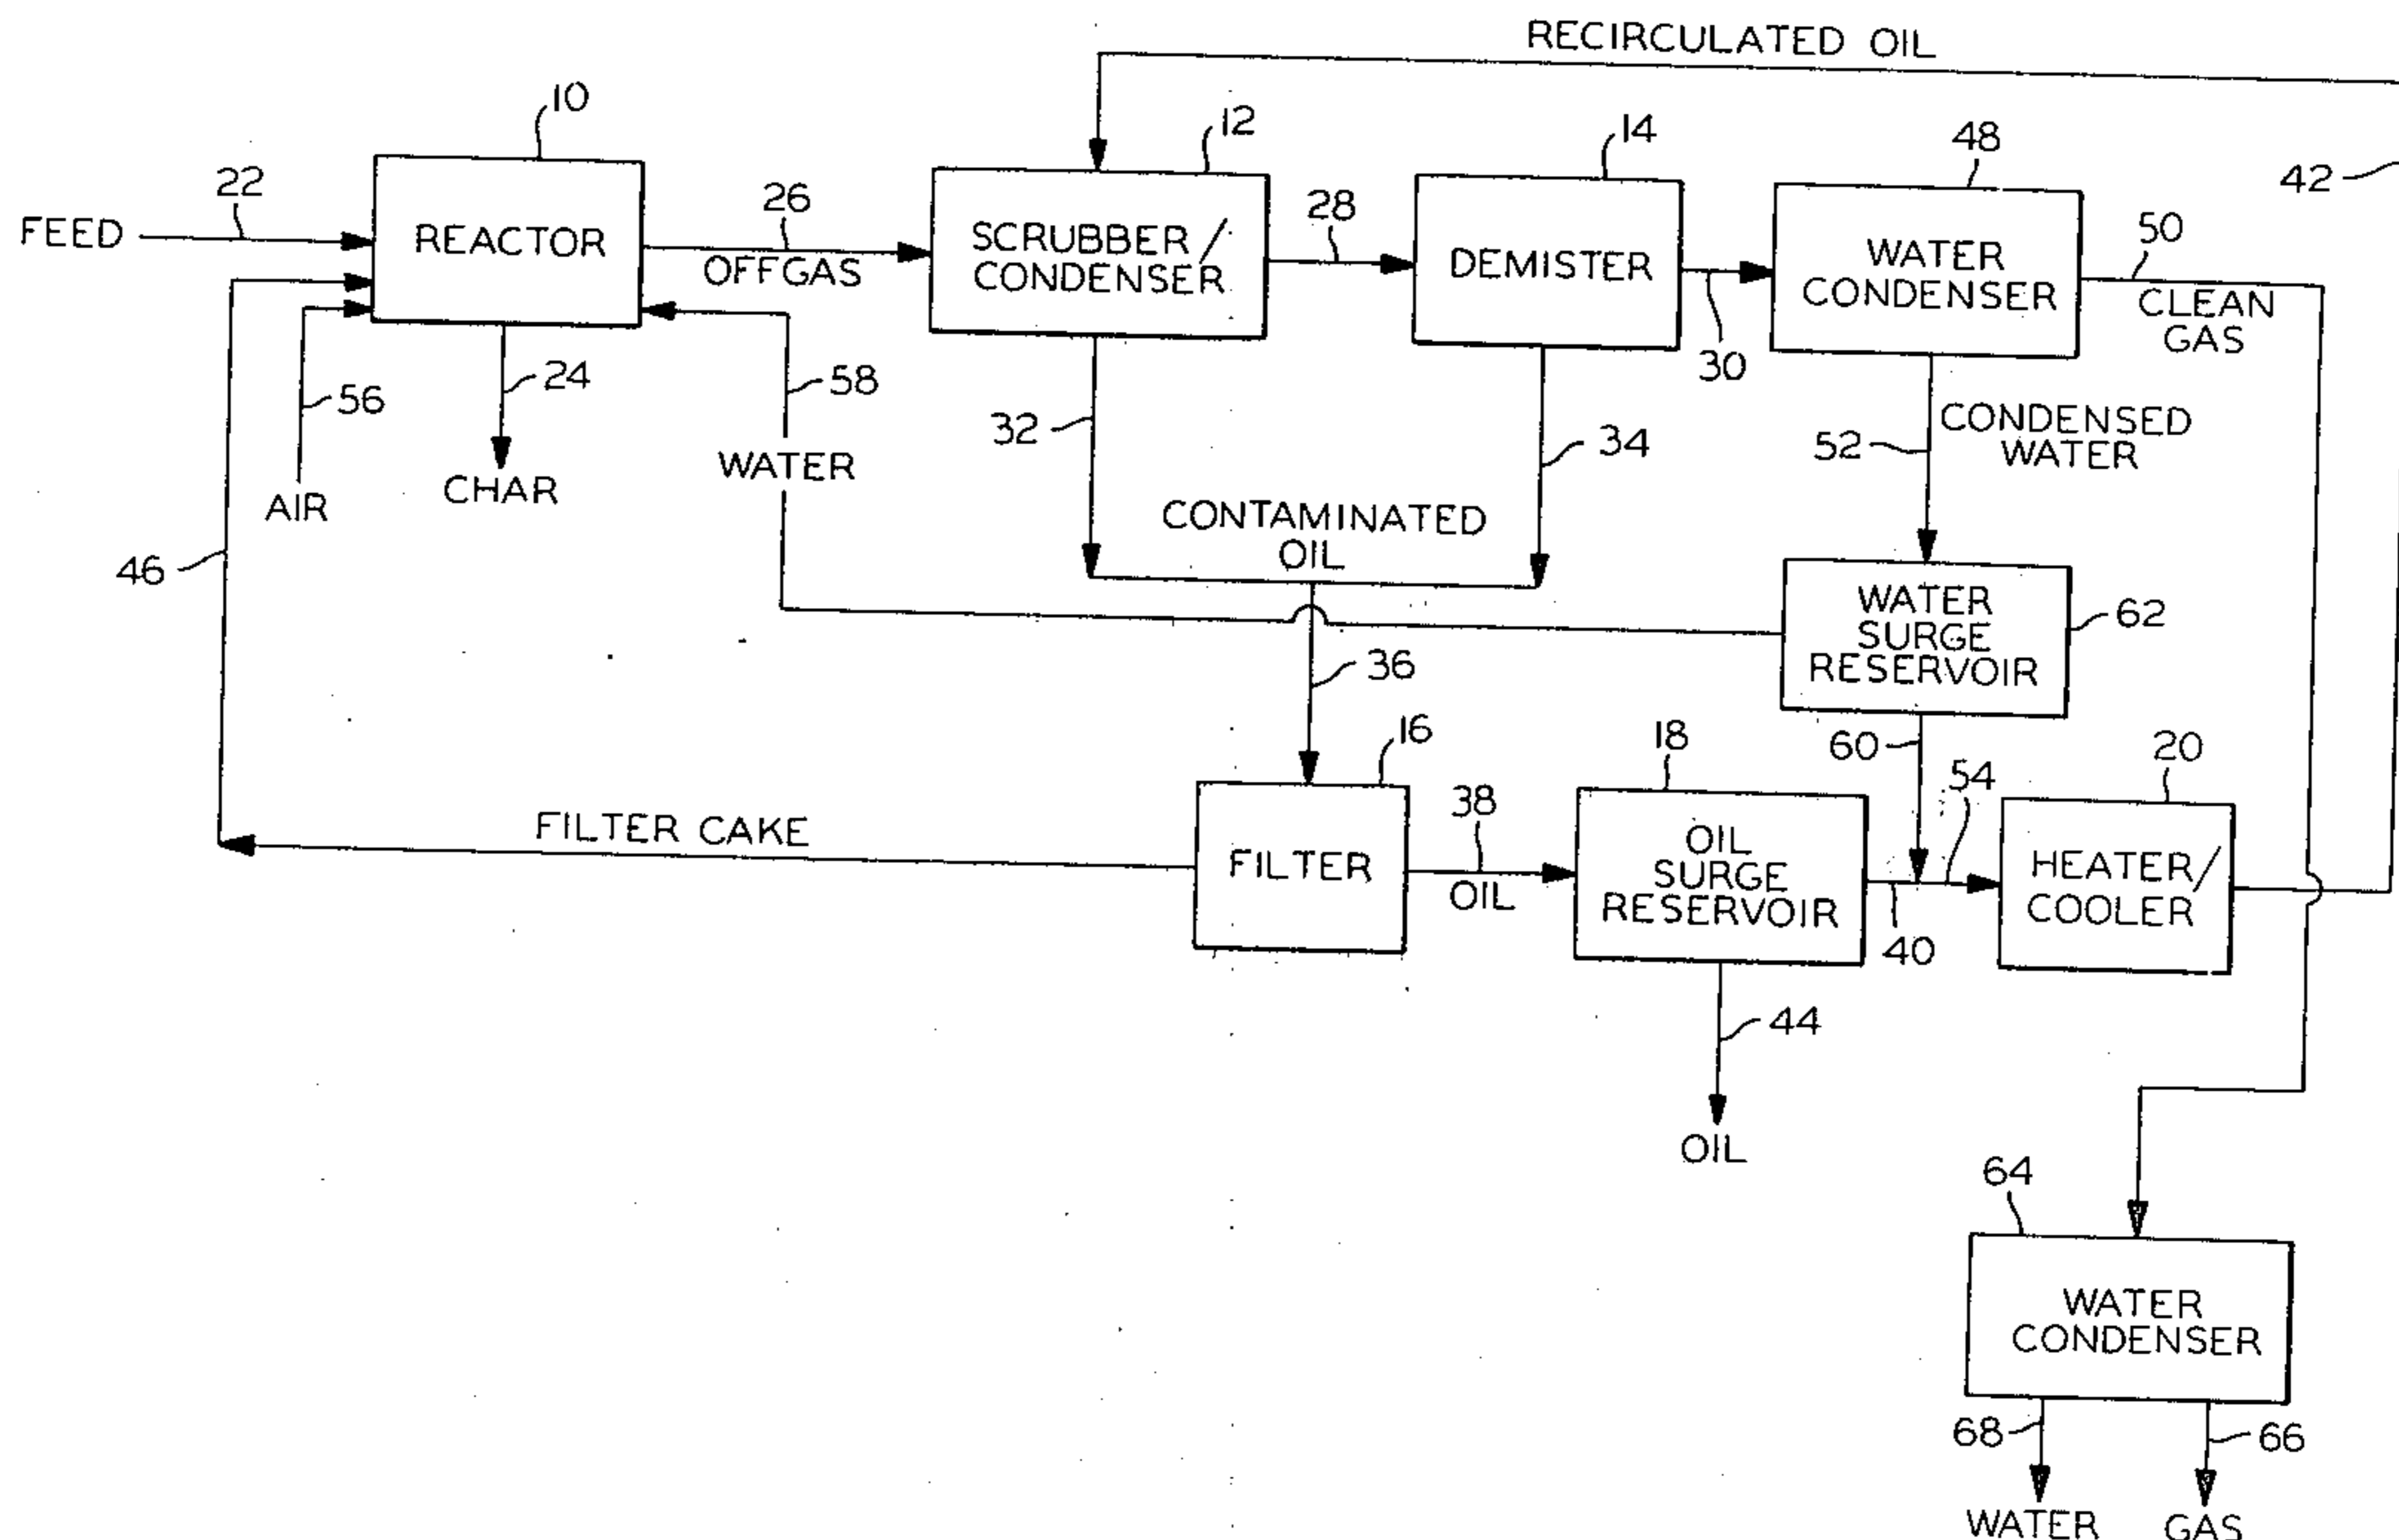 RECIRCULATED OIL
10
12
14
48
42
22
FEED
REACTOR
26
OFFGAS
SCRUBBER/
CONDENSER
28
DEMISTER
30
WATER
CONDENSER
50
CLEAN
GAS
56
24
58
32
34
52
CONDENSED
WATER
AIR
CHAR
WATER
CONTAMINATED
OIL
46
WATER
SURGE
RESERVOIR
62
36
16
18
60
54
20
FILTER CAKE
FILTER
38
OIL
OIL
SURGE
RESERVOIR
40
HEATER/
COOLER
44
OIL
64
WATER
CONDENSER
68
66
WATER
GAS